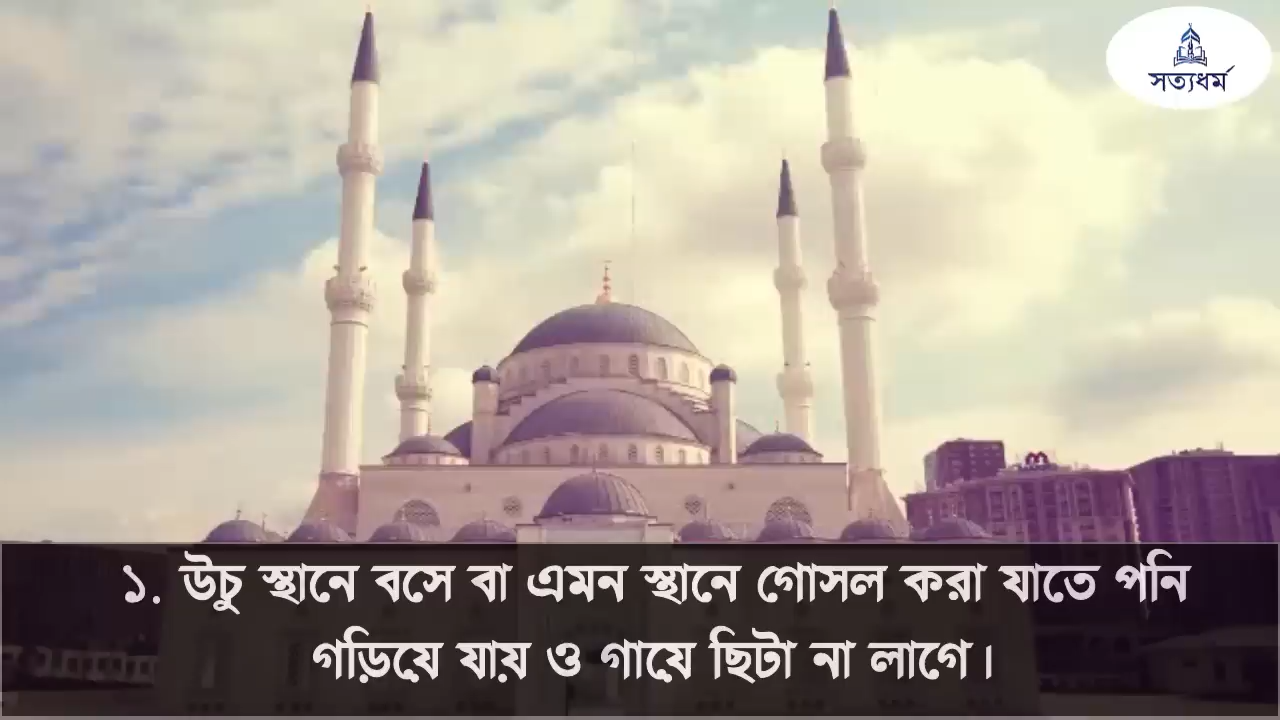 সত্যধর্ম
১. উচু স্থানে বসে বা এমন স্থানে গোসল করা যাতে পনি
গড়িযে যায় ও গাযে ছিটা না লাগে।